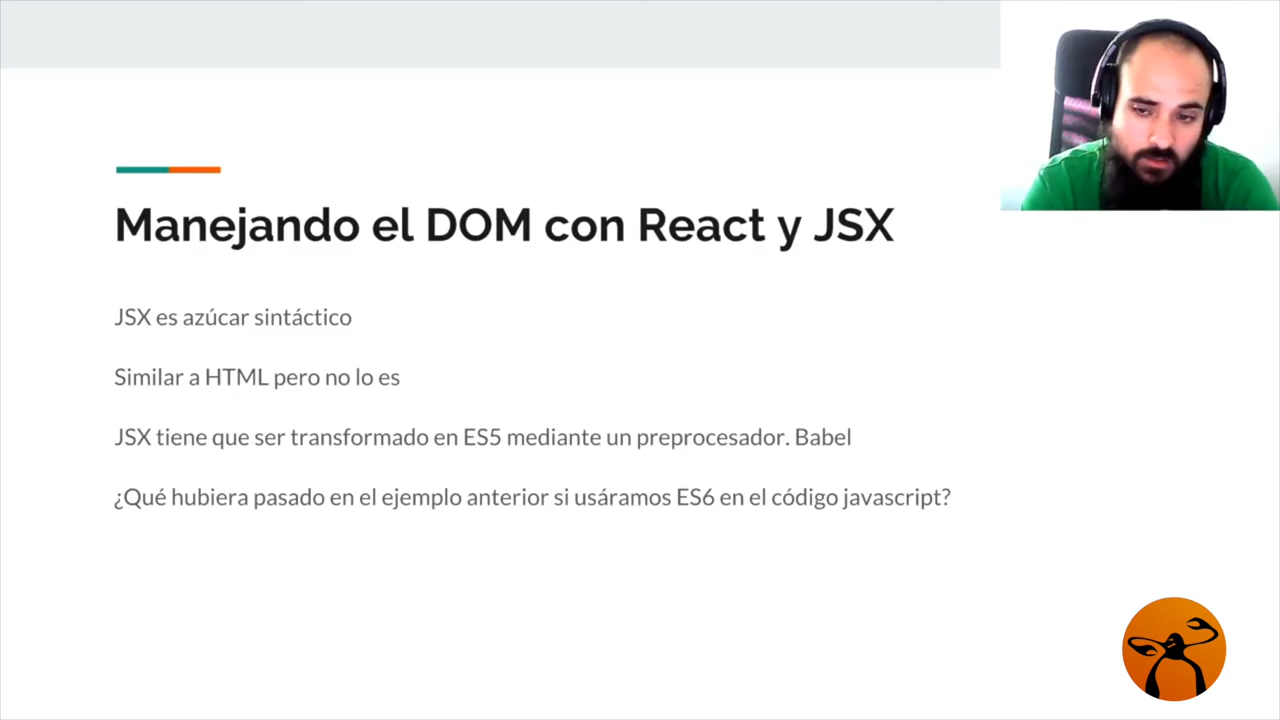 Manejando el DOM con React y JSX
JSX es azúcar sintáctico
Similar a HTML pero no lo es
JSX tiene que ser transformado en ES5 mediante un preprocesador. Babel
¿Qué hubiera pasado en el ejemplo anterior si usáramos ES6 en el código javascript?